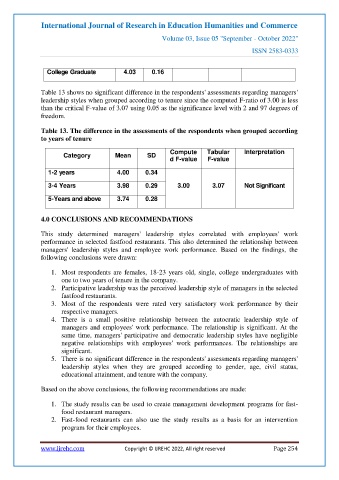 International Journal of Research in Education Humanities and Commerce
Volume 03, Issue 05 "September - October 2022"
ISSN 2583-0333
College Graduate 4.03 0.16
Table 13 shows no significant difference in the respondents' assessments regarding managers'
leadership styles when grouped according to tenure since the computed F-ratio of 3.00 is less
than the critical F-value of 3.07 using 0.05 as the significance level with 2 and 97 degrees of
freedom.
Table 13. The difference in the assessments of the respondents when grouped according
to years of tenure
Category Mean SD Compute d F-value Tabular F-value Interpretation
1-2 years 4.00 0.34
3-4 Years 3.98 0.29 3.00 3.07 Not Significant
5-Years and above 3.74 0.28
4.0 CONCLUSIONS AND RECOMMENDATIONS
This study determined managers' leadership styles correlated with employees' work
performance in selected fastfood restaurants. This also determined the relationship between
managers' leadership styles and employee work performance. Based on the findings, the
following conclusions were drawn:
1. Most respondents are females, 18-23 years old, single, college undergraduates with
one to two years of tenure in the company.
2. Participative leadership was the perceived leadership style of managers in the selected
fastfood restaurants.
3. Most of the respondents were rated very satisfactory work performance by their
respective managers.
4. There is a small positive relationship between the autocratic leadership style of
managers and employees' work performance. The relationship is significant. At the
same time, managers' participative and democratic leadership styles have negligible
negative relationships with employees' work performances. The relationships are
significant.
5. There is no significant difference in the respondents' assessments regarding managers'
leadership styles when they are grouped according to gender, age, civil status,
educational attainment, and tenure with the company.
Based on the above conclusions, the following recommendations are made:
1. The study results can be used to create management development programs for fast-
food restaurant managers.
2. Fast-food restaurants can also use the study results as a basis for an intervention
program for their employees.
www.ijrehc.com Copyright © IJREHC 2022, All right reserved Page 254